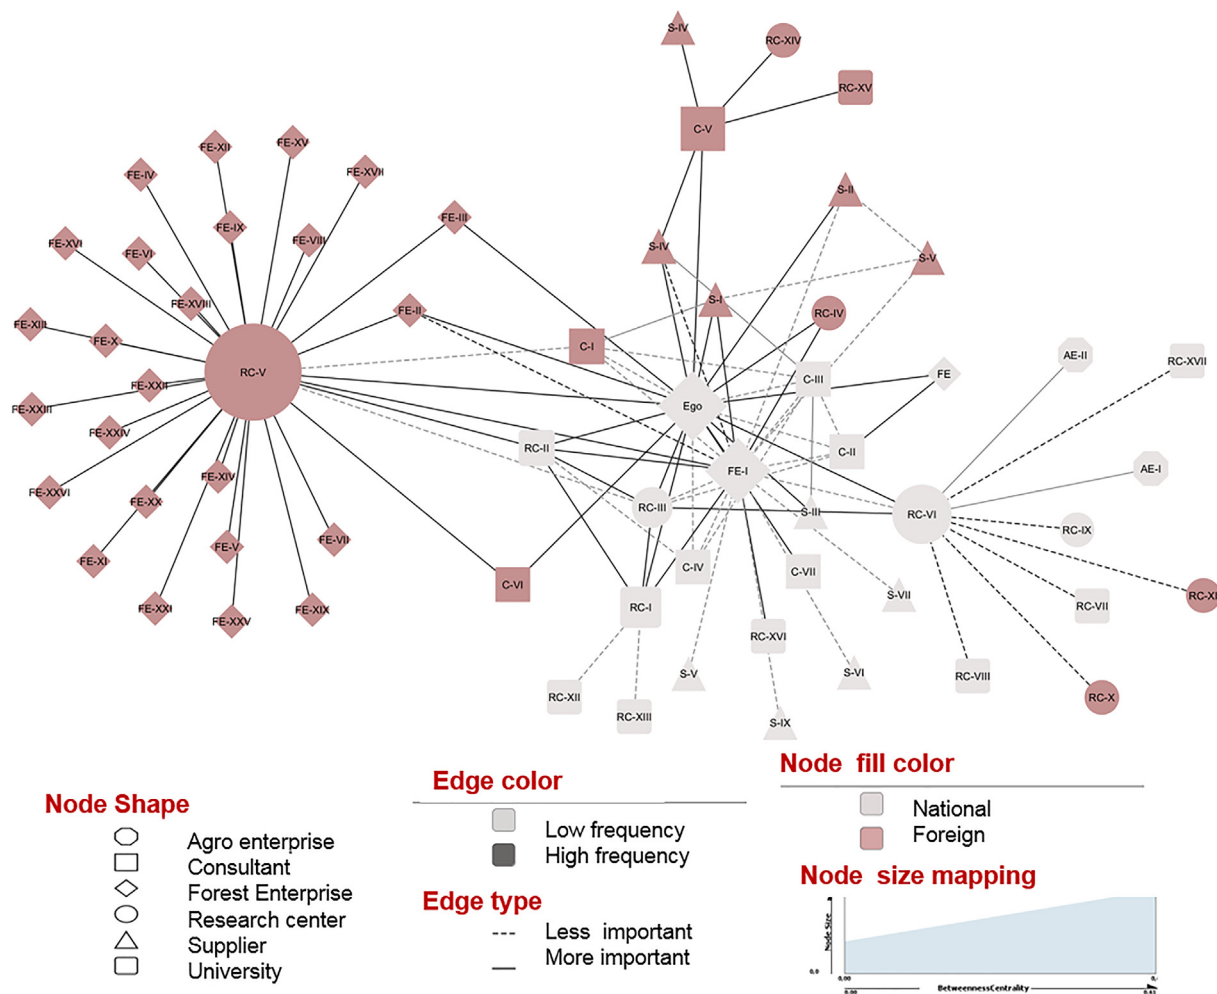 S-IV
RC-XIV
RC-XV
C-V
FE-XII
FE-XV
FE-IV
FE-XVII
S-II
FE-III
FE-IX
FE-XVI
FE-VI
FE-VIII
S-IV
S-V
FE-XVIII
S-I
FE-II
RC-IV
FE-XIII
FE-X
C-I
AE-II
RC-XVII
RC-V
FE
C-III
FE-XXII
FE-XXIII
Ego
FE-XXIV
RC-II
C-II
FE-I
AE-I
FE-XIV
FE-XXVI
FE-XX
RC-III
S-III
RC-VI
RC-IX
FE-V
FE-VII
FE-XI
C-IV
C-VII
C-VI
S-VII
RC-XI
FE-XXI
FE-XIX
RC-I
RC-VII
FE-XXV
RC-XVI
S-V
S-VI
RC-VIII
RC-XII
RC-X
RC-XIII
S-IX
Node Shape
Agro enterprise
Consultant
Forest Enterprise
Research center
Supplier
University
Edge color
Low frequency
High frequency
Edge type
Less important
More important
Node fill color
National
Foreign
Node size mapping
Node Size
0,0
0,00
BetweennessCentrality
0,00